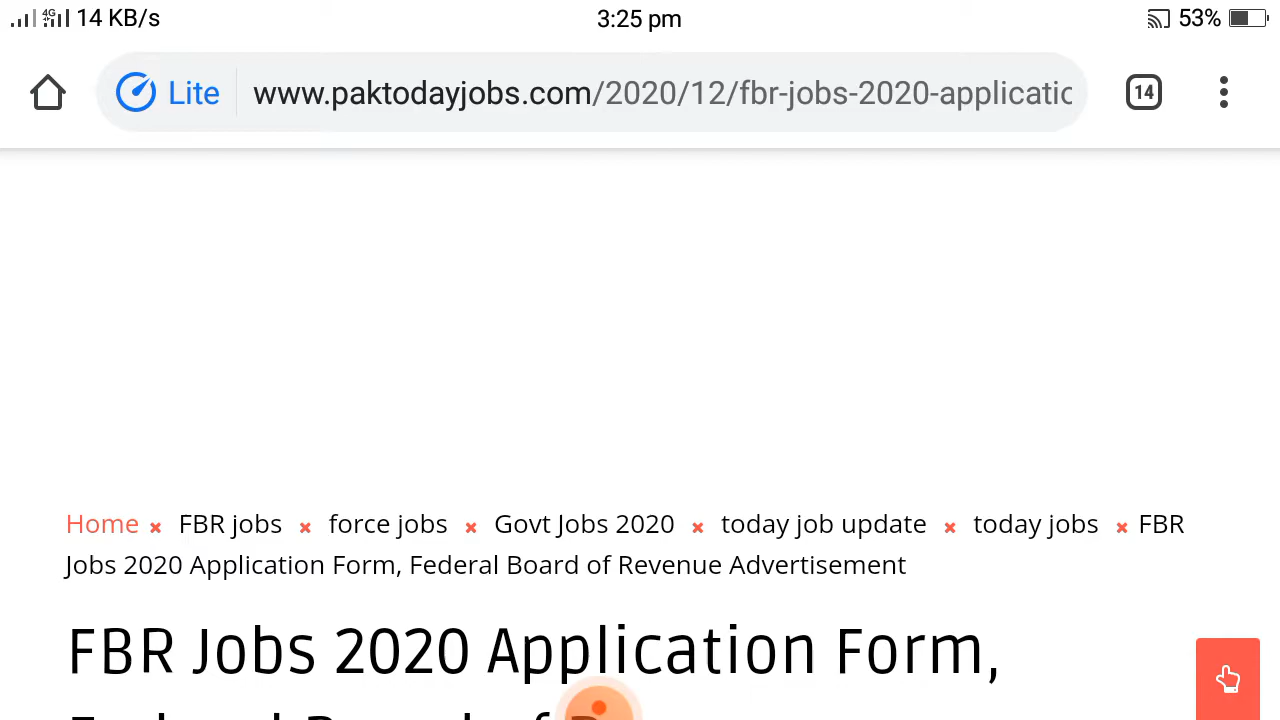 4G 14 KB/s 3:25 pm 53%
Lite www.paktodayjobs.com/2020/12/fbr-jobs-2020-applicatic 14
Home × FBR jobs × force jobs × Govt Jobs 2020 × today job update × today jobs × FBR
Jobs 2020 Application Form, Federal Board of Revenue Advertisement
FBR Jobs 2020 Application Form,